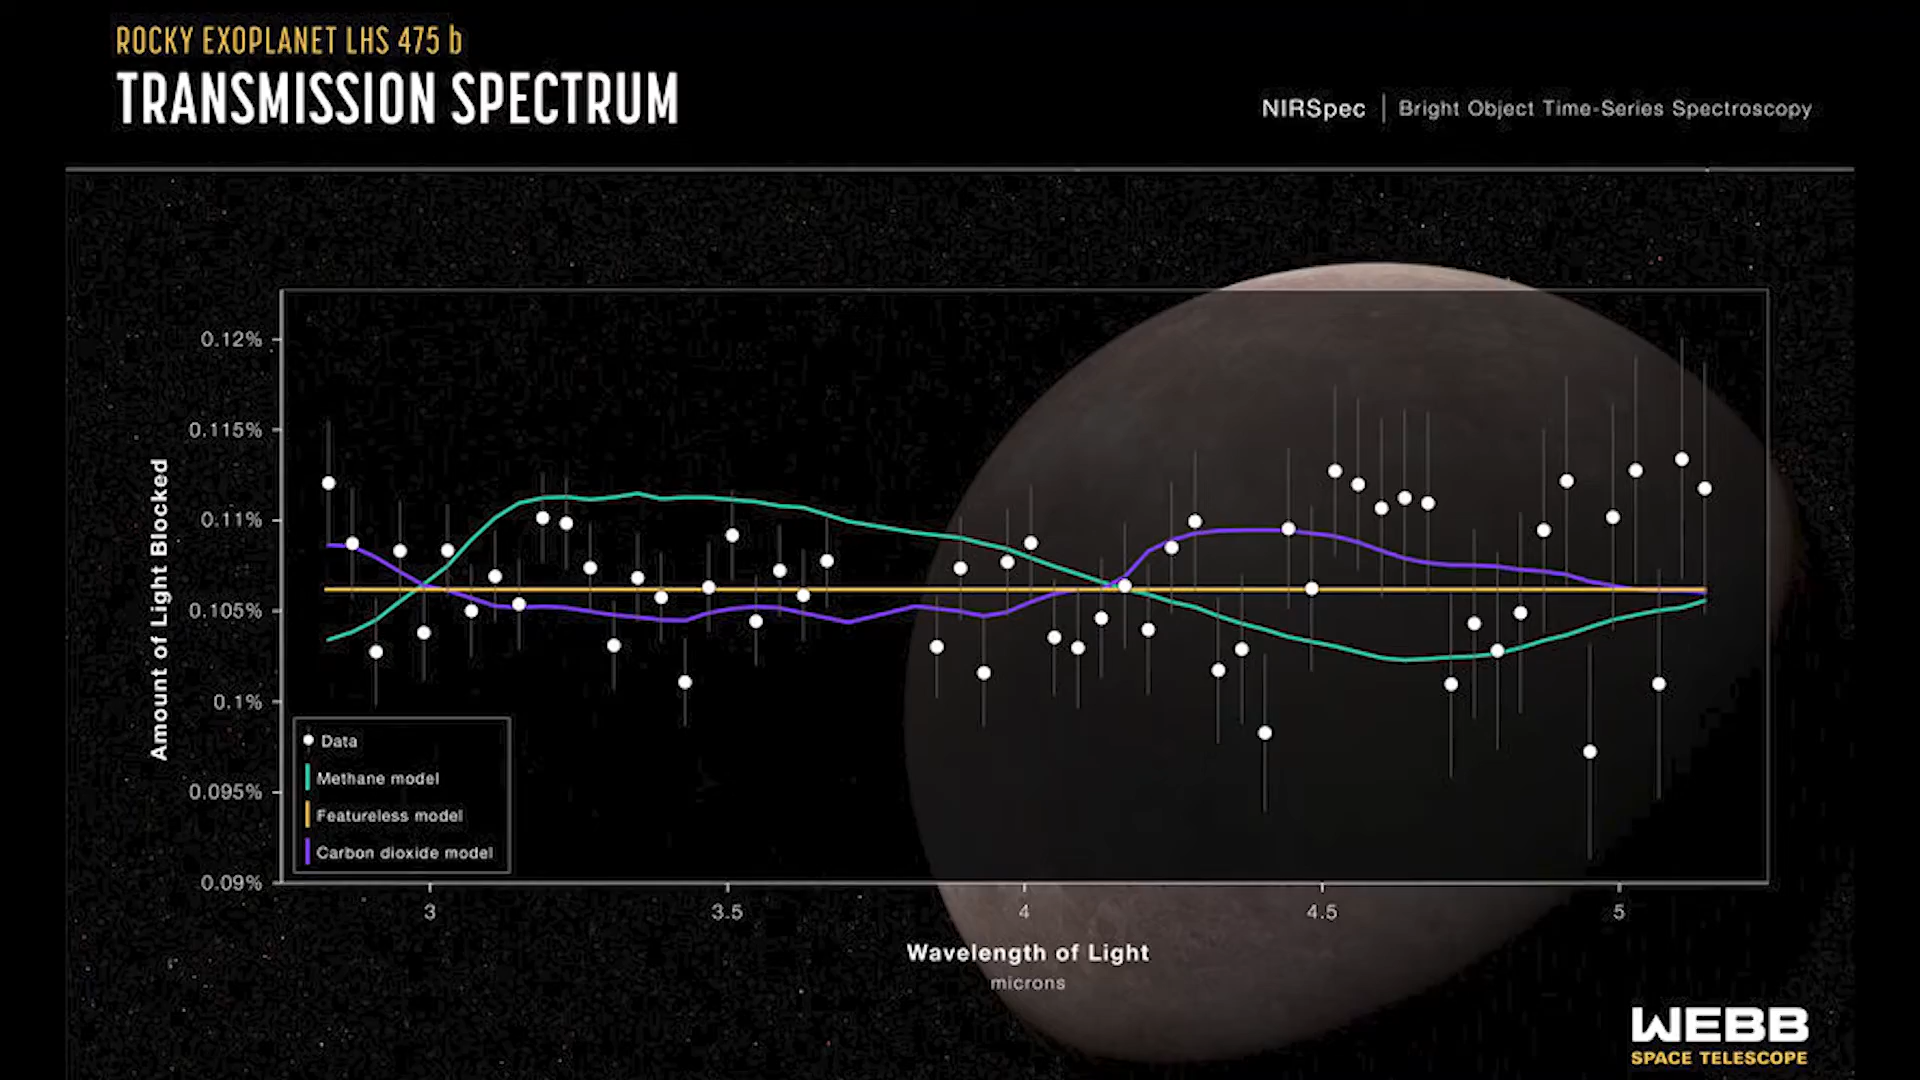 ROCKY EXOPLANET LHS 475 b
TRANSMISSION SPECTRUM
NIRSpec | Bright Object Time-Series Spectroscopy
Amount of Light Blocked
0.12%
0.115%
0.11%
0.105%
0.1%
0.095%
0.09%
Data
Methane model
Featureless model
Carbon dioxide model
3 3.5 4 4.5 5
Wavelength of Light
microns
WEBB
SPACE TELESCOPE